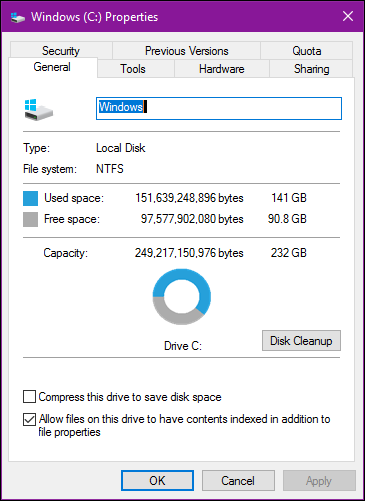 Windows (C:) Properties
Security Previous Versions Quota
General Tools Hardware Sharing
Windows
Type: Local Disk
File system: NTFS
Used space: 151,639,248,896 bytes 141 GB
Free space: 97,577,902,080 bytes 90.8 GB
Capacity: 249,217,150,976 bytes 232 GB
Drive C: Disk Cleanup
Compress this drive to save disk space
Allow files on this drive to have contents indexed in addition to
file properties
OK Cancel Apply